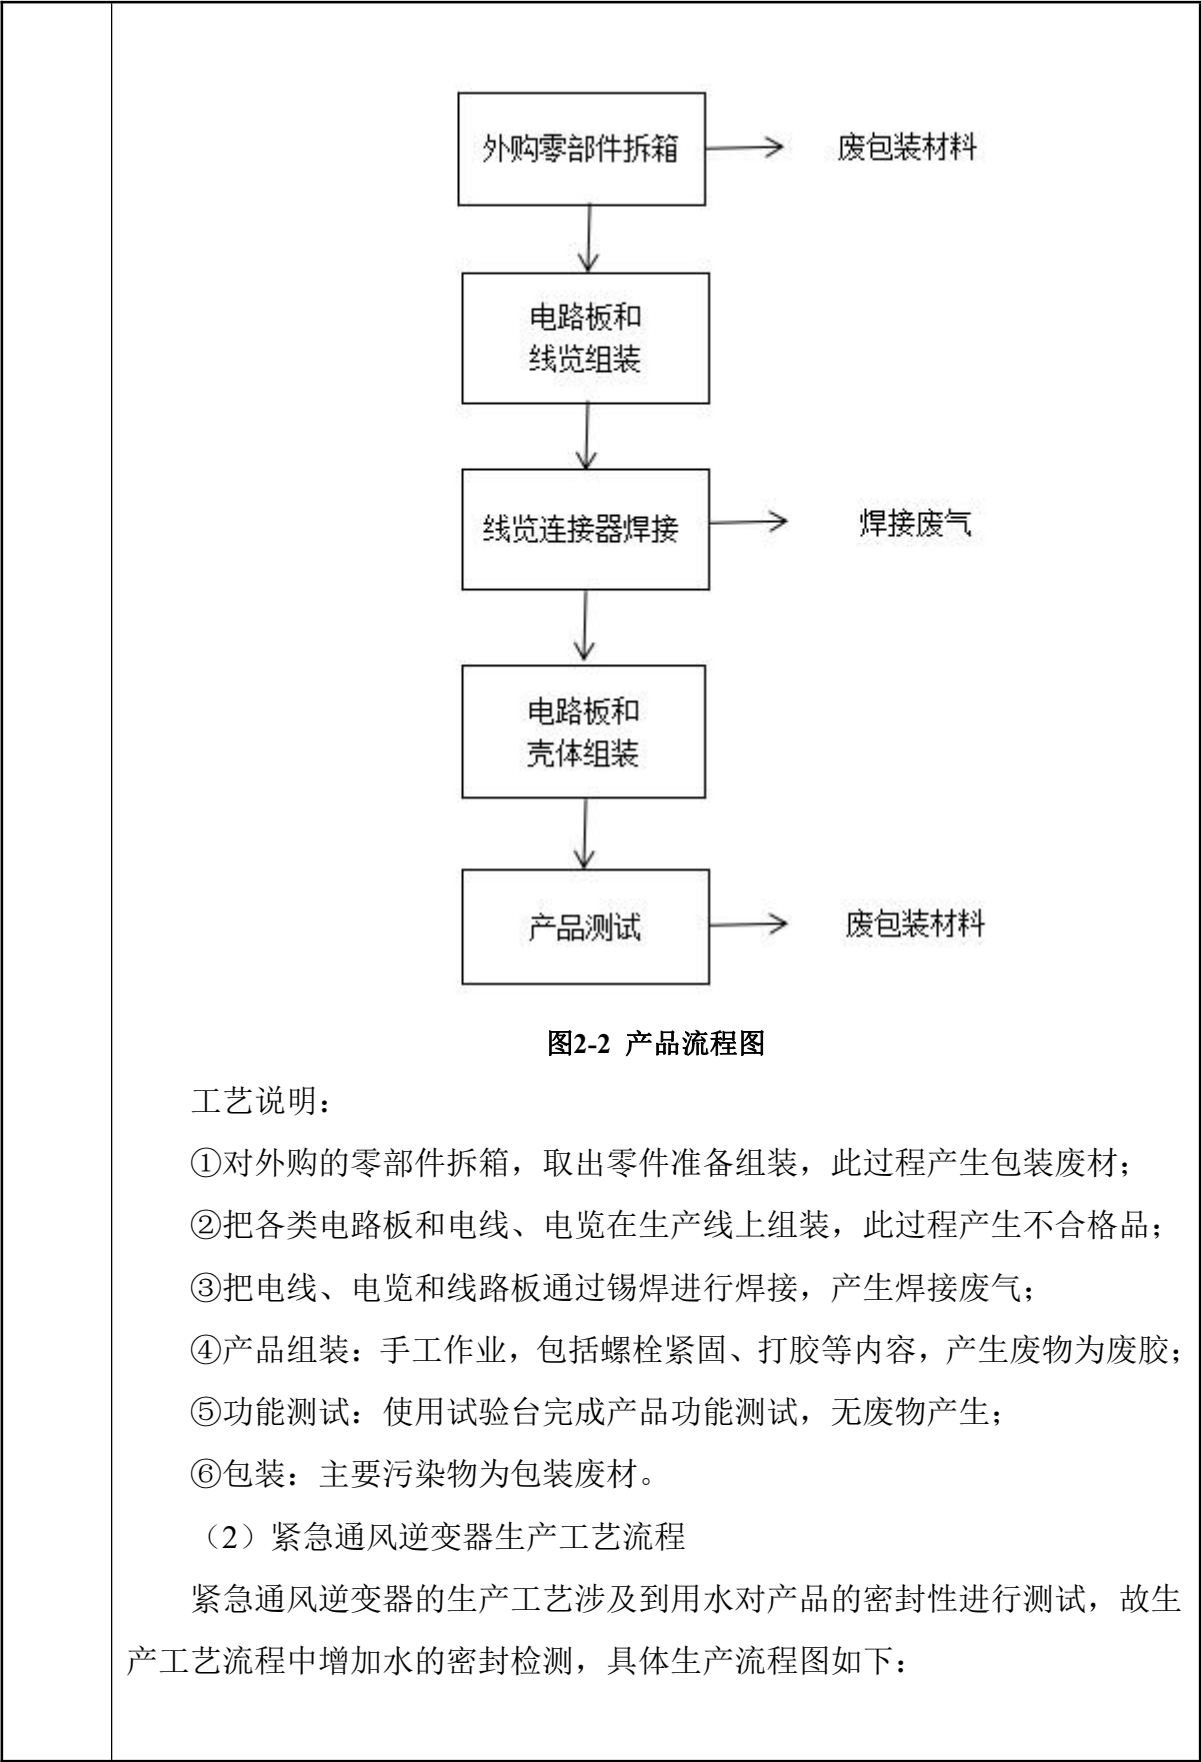 外购零部件拆箱
废包装材料
电路板和
线览组装
线览连接器焊接
焊接废气
电路板和
壳体组装
产品测试
废包装材料
图2-2 产品流程图
工艺说明：
①对外购的零部件拆箱，取出零件准备组装，此过程产生包装废材；
②把各类电路板和电线、电览在生产线上组装，此过程产生不合格品；
③把电线、电览和线路板通过锡焊进行焊接，产生焊接废气；
④产品组装：手工作业，包括螺栓紧固、打胶等内容，产生废物为废胶；
⑤功能测试：使用试验台完成产品功能测试，无废物产生；
⑥包装：主要污染物为包装废材。
（2）紧急通风逆变器生产工艺流程
紧急通风逆变器的生产工艺涉及到用水对产品的密封性进行测试，故生
产工艺流程中增加水的密封检测，具体生产流程图如下：